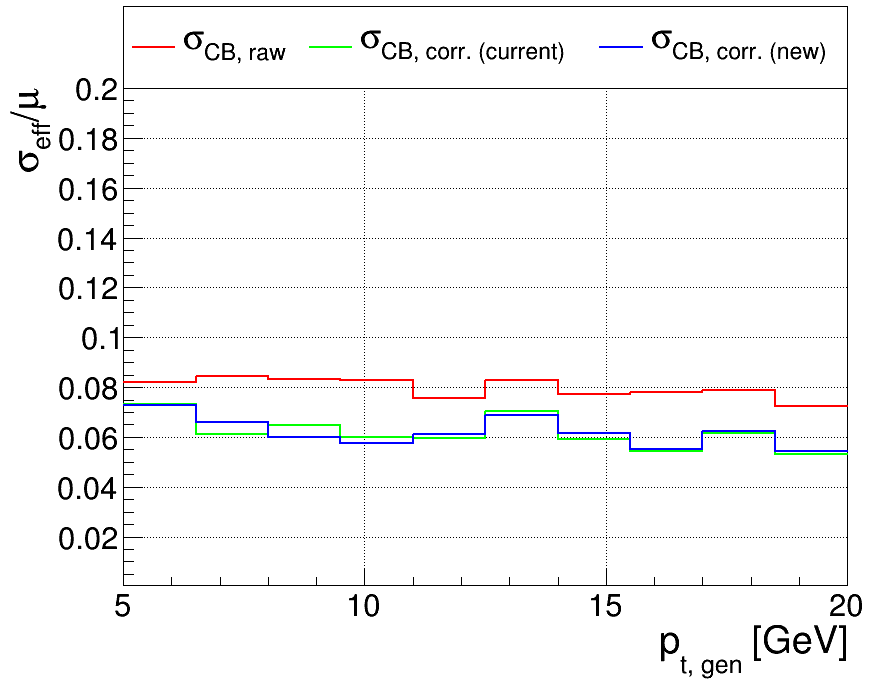 σCB, raw σCB, corr. (current) σCB, corr. (new)
σeff/μ
0.2
0.18
0.16
0.14
0.12
0.1
0.08
0.06
0.04
0.02
5 10 15 20
pt, gen [GeV]